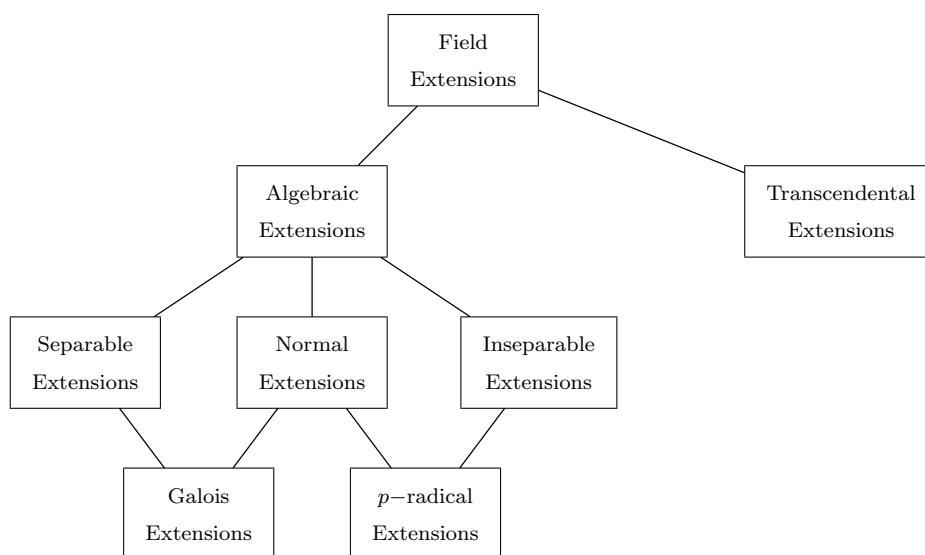 Field
Extensions
Algebraic
Extensions
Transcendental
Extensions
Separable
Extensions
Normal
Extensions
Inseparable
Extensions
Galois
Extensions
p−radical
Extensions